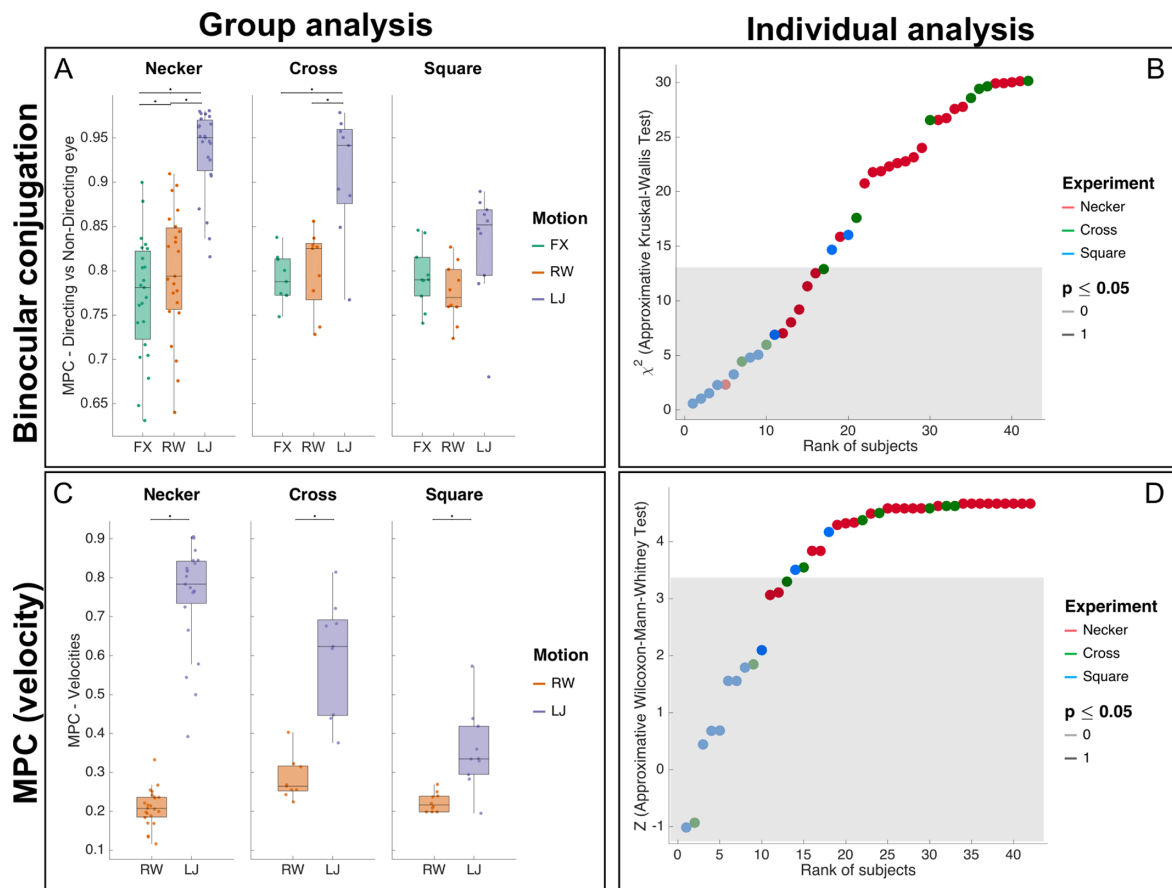 Group analysis
Individual analysis
Binocular conjugation
A
Necker
Cross
Square
MPC - Directing vs Non-Directing eye
0.95
0.9
0.85
0.8
0.75
0.7
0.65
FX
RW
LJ
FX
RW
LJ
FX
RW
LJ
Motion
FX
RW
LJ
B
χ² (Approximative Kruskal-Wallis Test)
30
25
20
15
10
5
0
0
10
20
30
40
Rank of subjects
Experiment
Necker
Cross
Square
p ≤ 0.05
0
1
MPC (velocity)
C
Necker
Cross
Square
MPC - Velocities
0.9
0.8
0.7
0.6
0.5
0.4
0.3
0.2
0.1
RW
LJ
RW
LJ
RW
LJ
Motion
RW
LJ
D
Z (Approximative Wilcoxon-Mann-Whitney Test)
4
3
2
1
0
-1
0
5
10
15
20
25
30
35
40
Rank of subjects
Experiment
Necker
Cross
Square
p ≤ 0.05
0
1